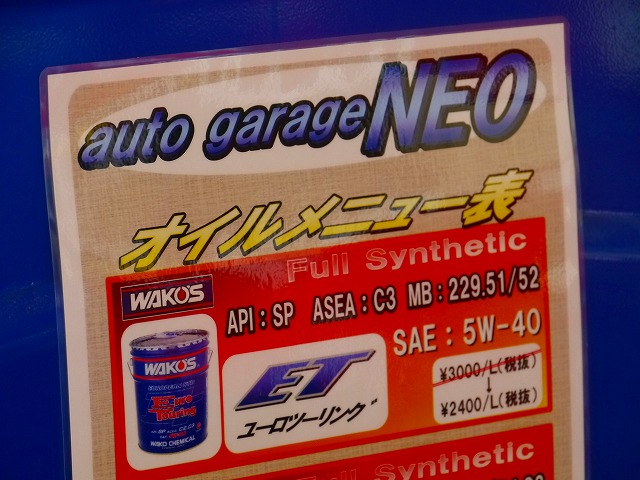 auto garage NEO
オイルメニュー表
Full Synthetic
WAKO'S
API : SP ASEA : C3 MB : 229.51/52
SAE : 5W-40
WAKO'S
Euro
Touring
WAKO CHEMICAL
ET
ユーロツーリング
¥3000/L(税抜)
↓
¥2400/L(税抜)
Full Synthetic